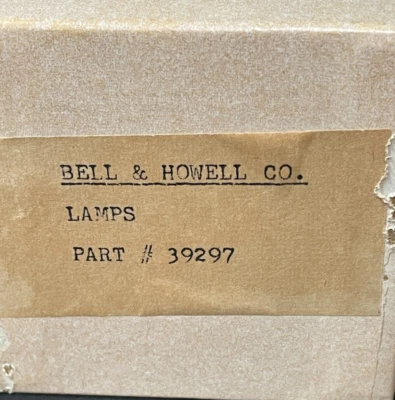 BELL & HOWELL CO.
LAMPS
PART # 39297